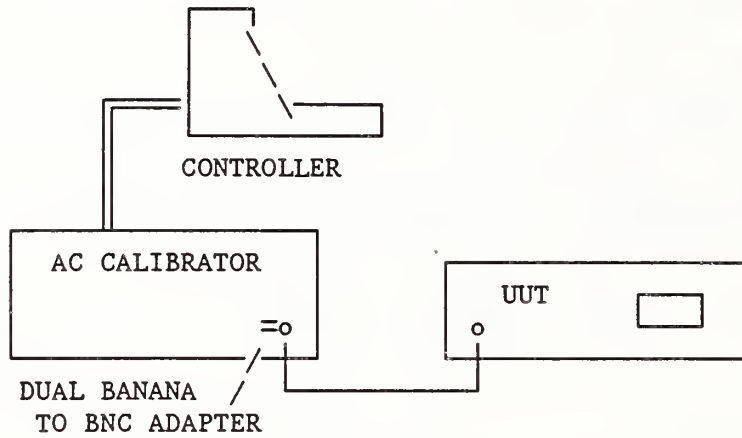 CONTROLLER
AC CALIBRATOR
UUT
DUAL BANANA
TO BNC ADAPTER